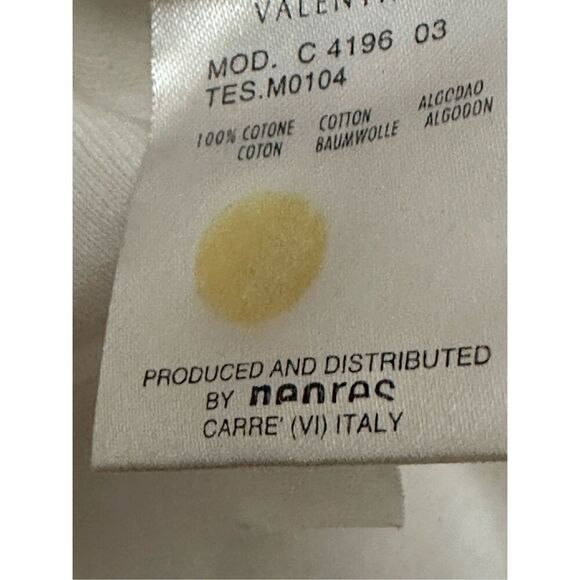 MOD. C 4196 03
TES.M0104
100% COTONE COTTON ALGODAO
COTON BAUMWOLLE ALGODON
PRODUCED AND DISTRIBUTED
BY neores
CARRE' (VI) ITALY